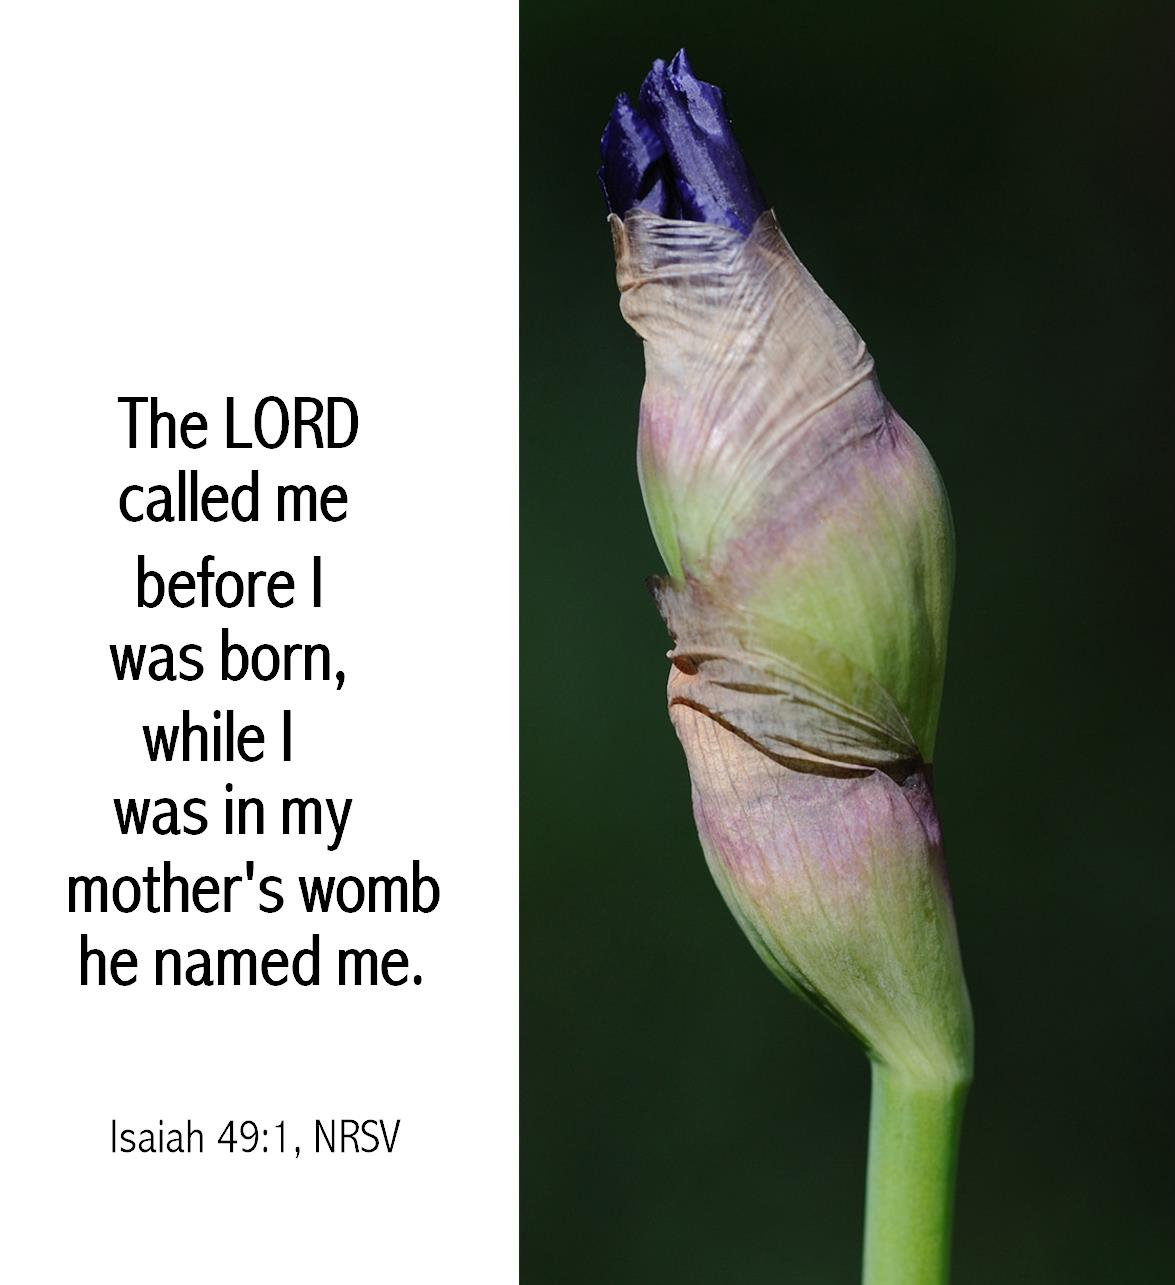 The LORD
called me
before I
was born,
while I
was in my
mother's womb
he named me.
Isaiah 49:1, NRSV